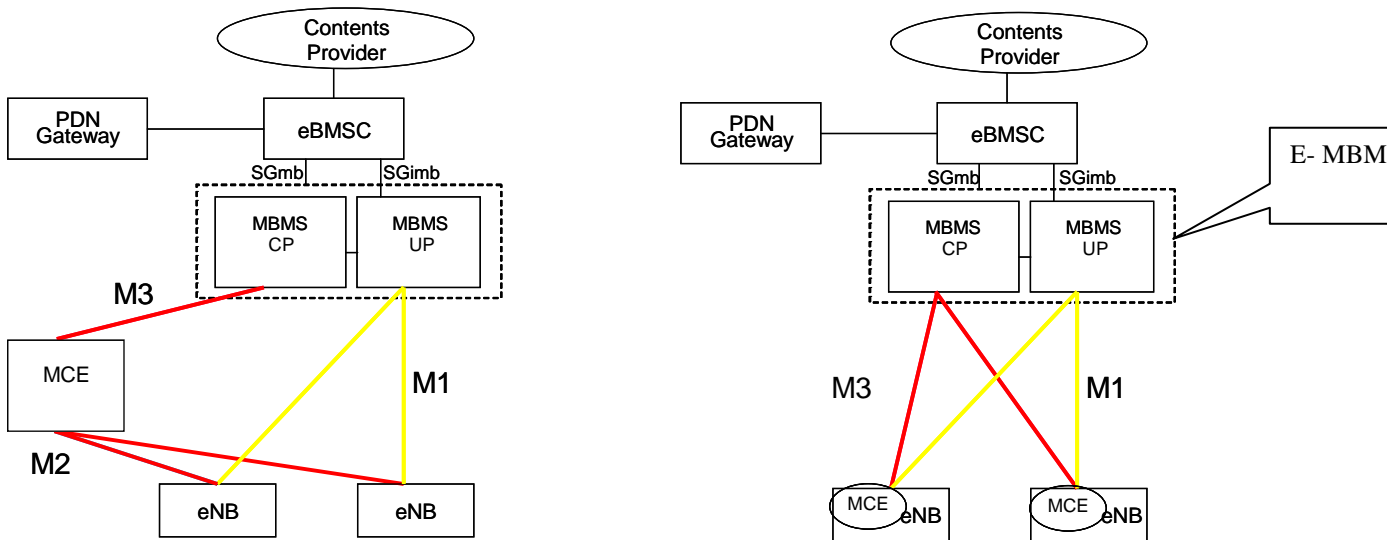 Contents
Provider
PDN
Gateway
eBMSC
SGmb
SGimb
MBMS
CP
MBMS
UP
M3
MCE
M1
M2
eNB
eNB
Contents
Provider
PDN
Gateway
eBMSC
E- MBM
SGmb
SGimb
MBMS
CP
MBMS
UP
M3
M1
MCE
eNB
MCE
eNB